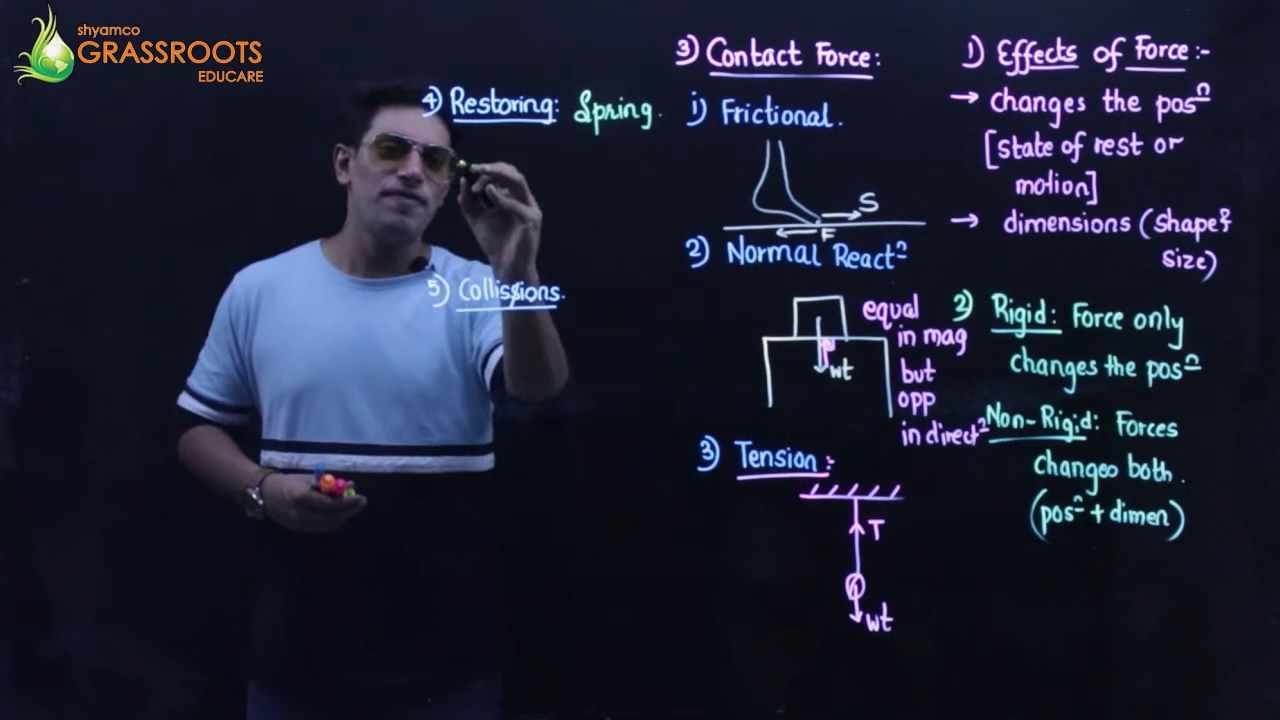 shyamco
GRASSROOTS
EDUCARE
1) Effects of Force :-
→ changes the posⁿ
[state of rest or
motion]
→ dimensions (shape &
size)
2) Rigid: Force only
changes the posⁿ
Non-Rigid: Forces
changes both.
(posⁿ + dimen)
3) Contact Force:
i) Frictional.
S
F
2) Normal Reactⁿ
equal
in mag
but
opp
in directⁿ
wt
3) Tension:
T
wt
4) Restoring: Spring.
5) Collissions.